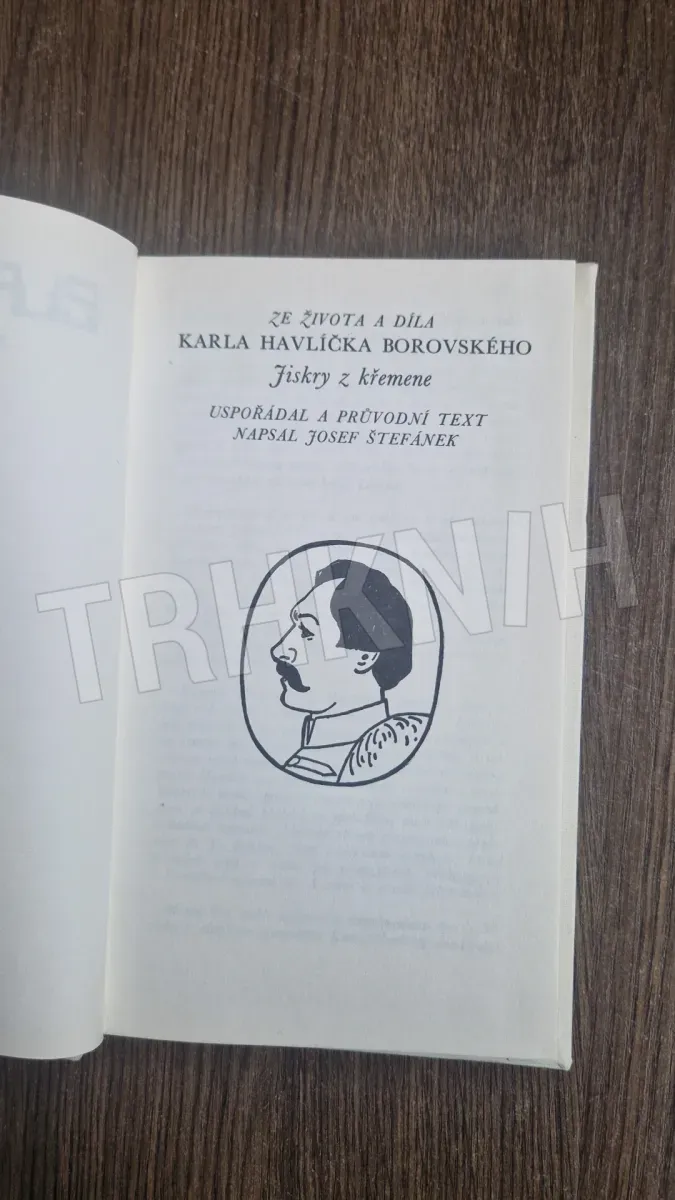 ZE ŽIVOTA A DÍLA
KARLA HAVLÍČKA BOROVSKÉHO
Jiskry z křemene
USPOŘÁDAL A PRŮVODNÍ TEXT
NAPSAL JOSEF ŠTEFÁNEK
TRHKNIH